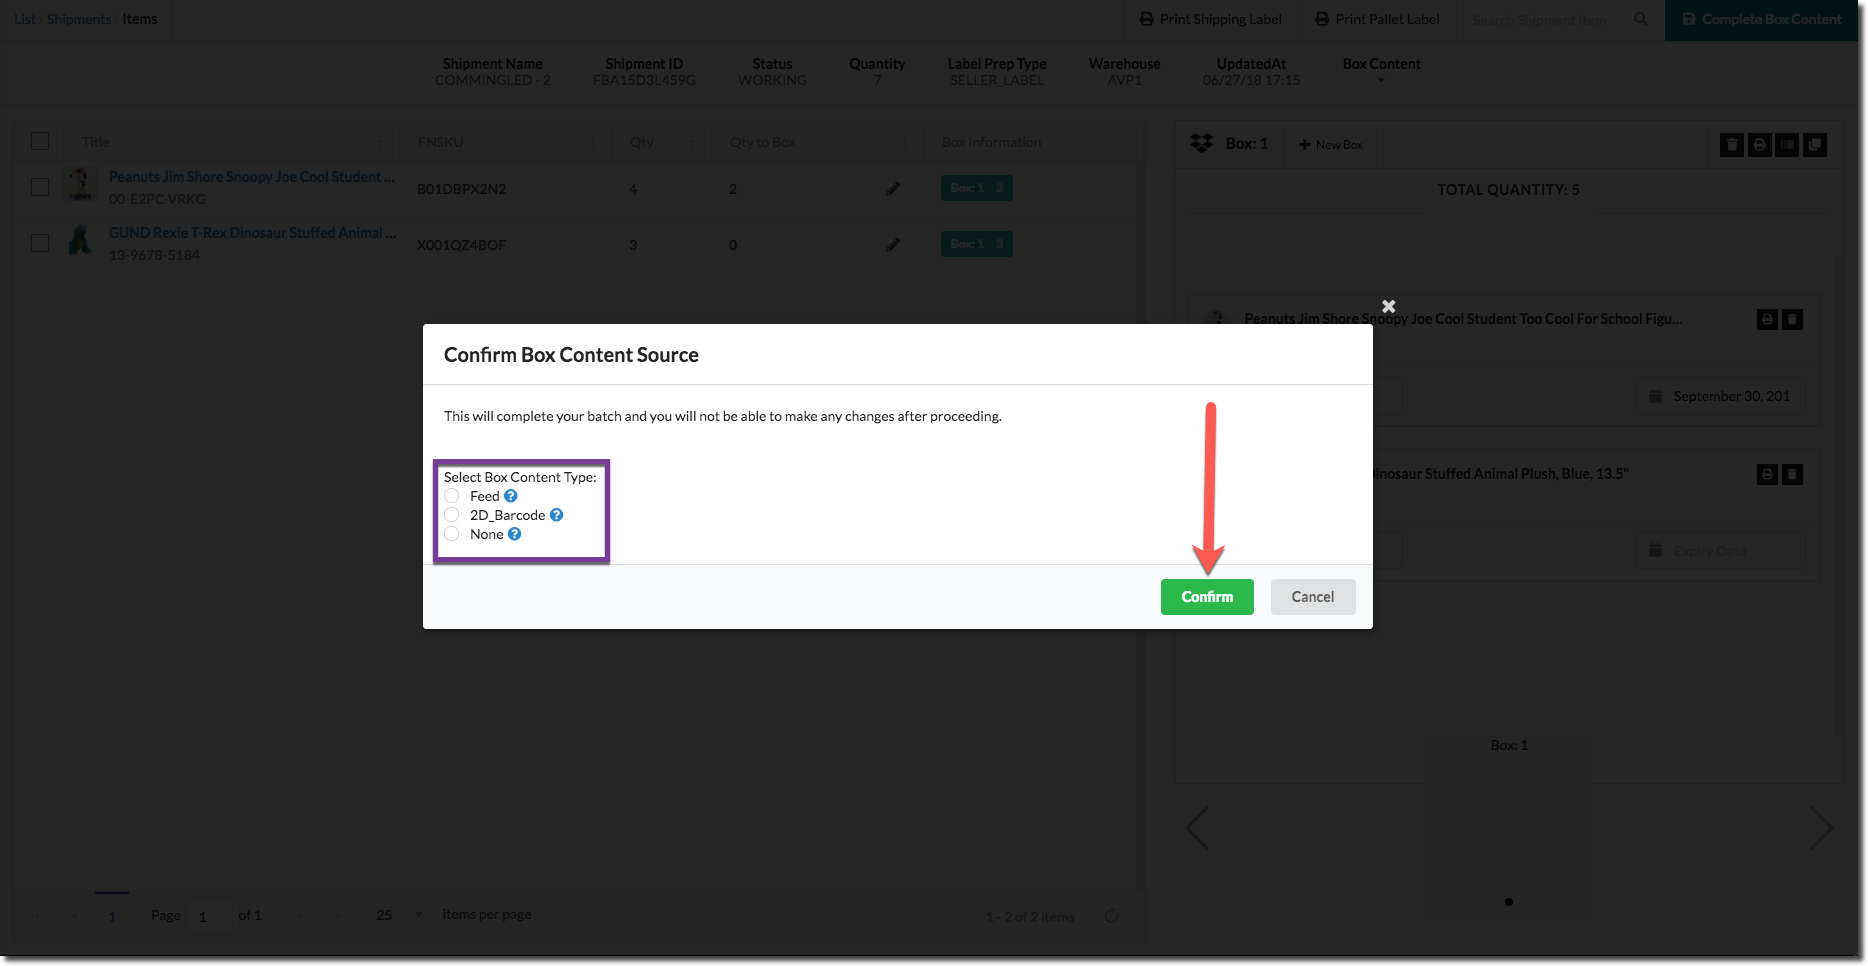 List / Shipments / Items
Print Shipping Label
Print Pallet Label
Search Shipment Item
Complete Box Content
Shipment Name
COMMINGLED - 2
Shipment ID
FBA15D3L459G
Status
WORKING
Quantity
7
Label Prep Type
SELLER_LABEL
Warehouse
AVP1
UpdatedAt
06/27/18 17:15
Box Content
Title
FNSKU
Qty
Qty to Box
Box Information
Peanuts Jim Shore Snoopy Joe Cool Student ...
00-E2PC-VRKG
B01DBPX2N2
4
2
Box: 1 2
GUND Rexie T-Rex Dinosaur Stuffed Animal ...
13-9678-5184
X001QZ4BOF
3
0
Box: 1 3
Box: 1
+ New Box
TOTAL QUANTITY: 5
Peanuts Jim Shore Snoopy Joe Cool Student Too Cool For School Figu...
September 30, 201
Dinosaur Stuffed Animal Plush, Blue, 13.5"
Expiry Date
Box: 1
Confirm Box Content Source
This will complete your batch and you will not be able to make any changes after proceeding.
Select Box Content Type:
Feed ?
2D_Barcode ?
None ?
Confirm
Cancel
1
Page 1 of 1
25 items per page
1 - 2 of 2 items